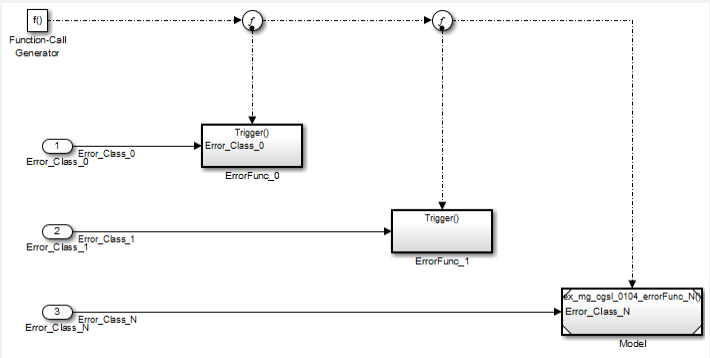 f()
f
f
Function-Call
Generator
Trigger()
1
Error_Class_0
Error_Class_0
Error_Class_0
ErrorFunc_0
Trigger()
2
Error_Class_1
Error_Class_1
ErrorFunc_1
ex_mg_cgsl_0104_errorFunc_N()
3
Error_Class_N
Error_Class_N
Error_Class_N
Model